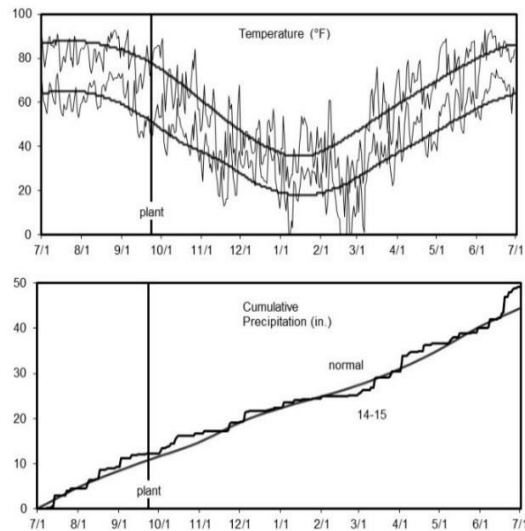 Temperature (°F)
100
80
60
40
20
0
plant
7/1 8/1 9/1 10/1 11/1 12/1 1/1 2/1 3/1 4/1 5/1 6/1 7/1
Cumulative
Precipitation (in.)
50
40
30
20
10
0
normal
14-15
plant
7/1 8/1 9/1 10/1 11/1 12/1 1/1 2/1 3/1 4/1 5/1 6/1 7/1